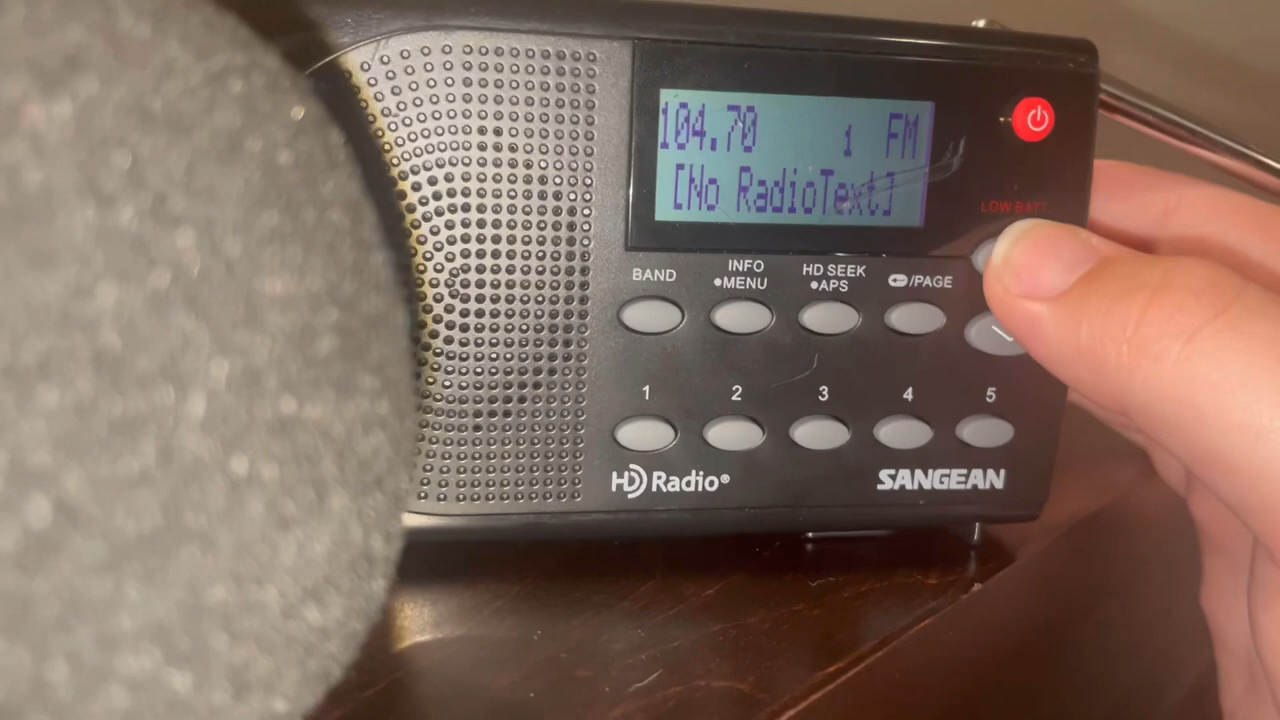 104.70 1 FM
[No RadioText]
LOW BATT
BAND
INFO
•MENU
HD SEEK
•APS
/PAGE
1 2 3 4 5
HD Radio®
SANGEAN